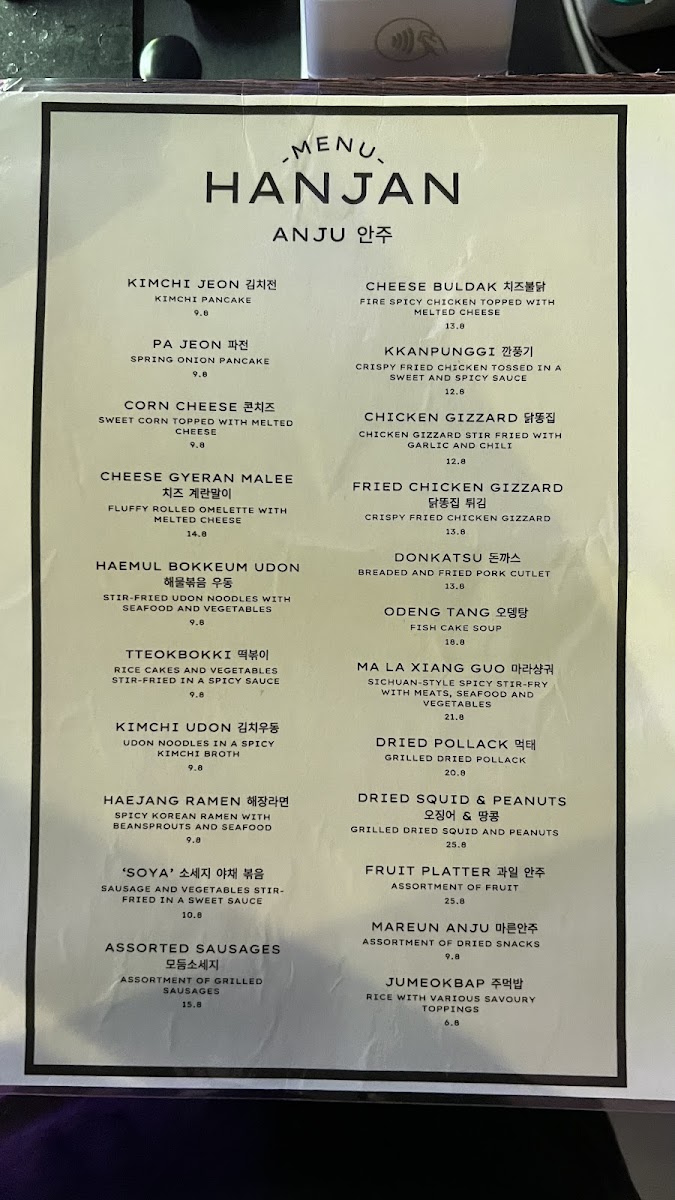 -MENU-
HANJAN
ANJU 안주
KIMCHI JEON 김치전
KIMCHI PANCAKE
9.8
PA JEON 파전
SPRING ONION PANCAKE
9.8
CORN CHEESE 콘치즈
SWEET CORN TOPPED WITH MELTED
CHEESE
9.8
CHEESE GYERAN MALEE
치즈 계란말이
FLUFFY ROLLED OMELETTE WITH
MELTED CHEESE
14.8
HAEMUL BOKKEUM UDON
해물볶음 우동
STIR-FRIED UDON NOODLES WITH
SEAFOOD AND VEGETABLES
9.8
TTEOKBOKKI 떡볶이
RICE CAKES AND VEGETABLES
STIR-FRIED IN A SPICY SAUCE
9.8
KIMCHI UDON 김치우동
UDON NOODLES IN A SPICY
KIMCHI BROTH
9.8
HAEJANG RAMEN 해장라면
SPICY KOREAN RAMEN WITH
BEANSPROUTS AND SEAFOOD
9.8
'SOYA' 소세지 야채 볶음
SAUSAGE AND VEGETABLES STIR-
FRIED IN A SWEET SAUCE
10.8
ASSORTED SAUSAGES
모둠소세지
ASSORTMENT OF GRILLED
SAUSAGES
15.8
CHEESE BULDAK 치즈불닭
FIRE SPICY CHICKEN TOPPED WITH
MELTED CHEESE
13.8
KKANPUNGGI 깐풍기
CRISPY FRIED CHICKEN TOSSED IN A
SWEET AND SPICY SAUCE
12.8
CHICKEN GIZZARD 닭똥집
CHICKEN GIZZARD STIR FRIED WITH
GARLIC AND CHILI
12.8
FRIED CHICKEN GIZZARD
닭똥집 튀김
CRISPY FRIED CHICKEN GIZZARD
13.8
DONKATSU 돈까스
BREADED AND FRIED PORK CUTLET
13.8
ODENG TANG 오뎅탕
FISH CAKE SOUP
18.8
MA LA XIANG GUO 마라샹궈
SICHUAN-STYLE SPICY STIR-FRY
WITH MEATS, SEAFOOD AND
VEGETABLES
21.8
DRIED POLLACK 먹태
GRILLED DRIED POLLACK
20.8
DRIED SQUID & PEANUTS
오징어 & 땅콩
GRILLED DRIED SQUID AND PEANUTS
25.8
FRUIT PLATTER 과일 안주
ASSORTMENT OF FRUIT
25.8
MAREUN ANJU 마른안주
ASSORTMENT OF DRIED SNACKS
9.8
JUMEOKBAP 주먹밥
RICE WITH VARIOUS SAVOURY
TOPPINGS
6.8